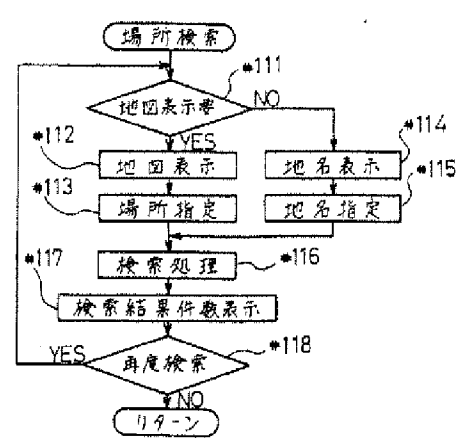 場所検索
#111
地図表示要
NO
YES
#112
地図表示
地名表示
#114
#113
場所指定
地名指定
#115
検索処理
#116
#117
検索結果件数表示
再度検索
#118
YES
NO
リターン